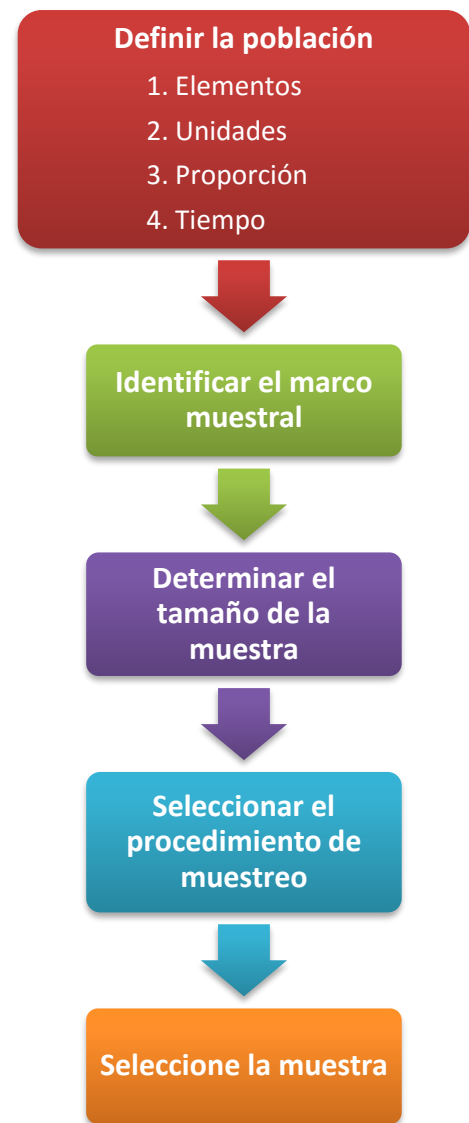 Definir la población
1. Elementos
2. Unidades
3. Proporción
4. Tiempo
Identificar el marco
muestral
Determinar el
tamaño de la
muestra
Seleccionar el
procedimiento de
muestreo
Seleccione la muestra